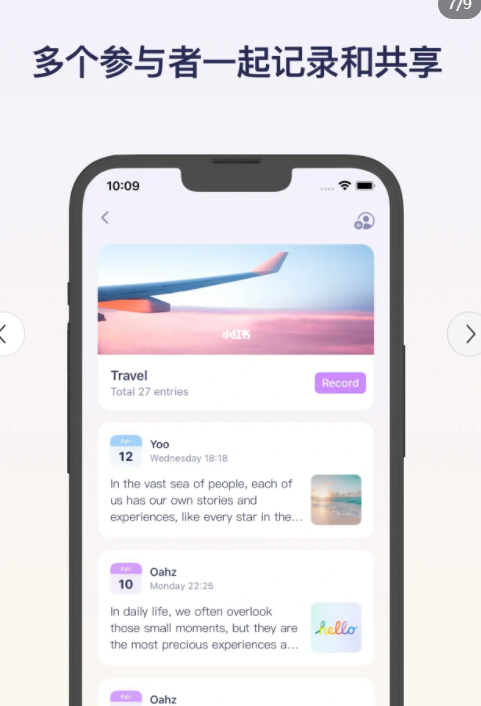 7/9
多个参与者一起记录和共享
10:09
小红书
Travel
Total 27 entries
Record
Apr
12
Yoo
Wednesday 18:18
In the vast sea of people, each of
us has our own stories and
experiences, like every star in the...
Apr
10
Oahz
Monday 22:25
In daily life, we often overlook
those small moments, but they are
the most precious experiences a...
hello
Apr
Oahz